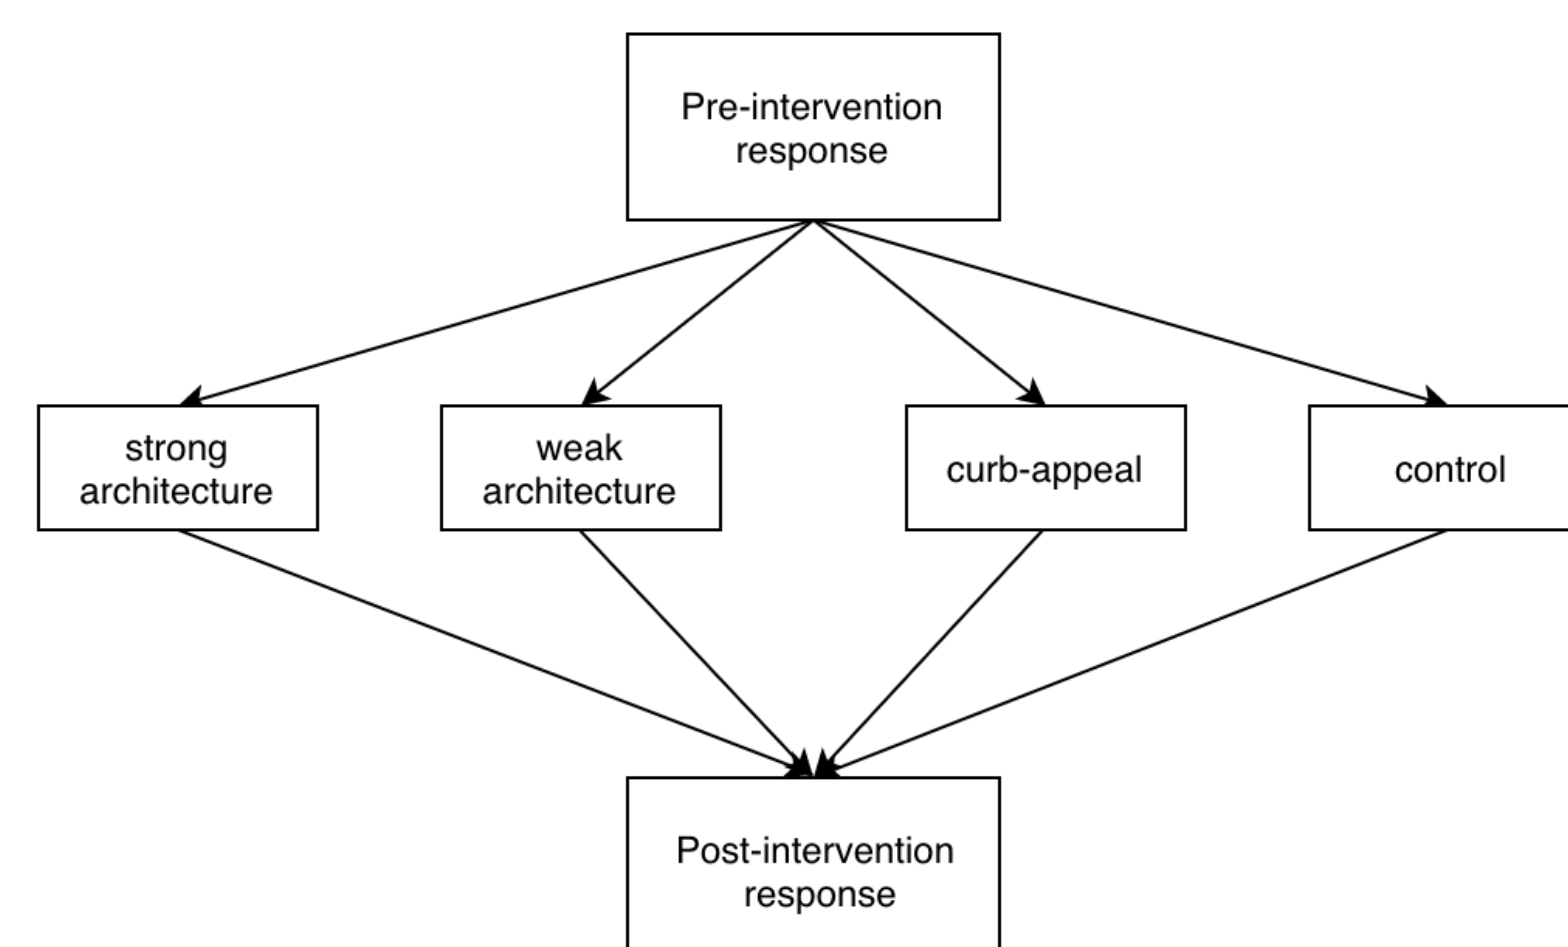 Pre-intervention
response
strong
architecture
weak
architecture
curb-appeal
control
Post-intervention
response